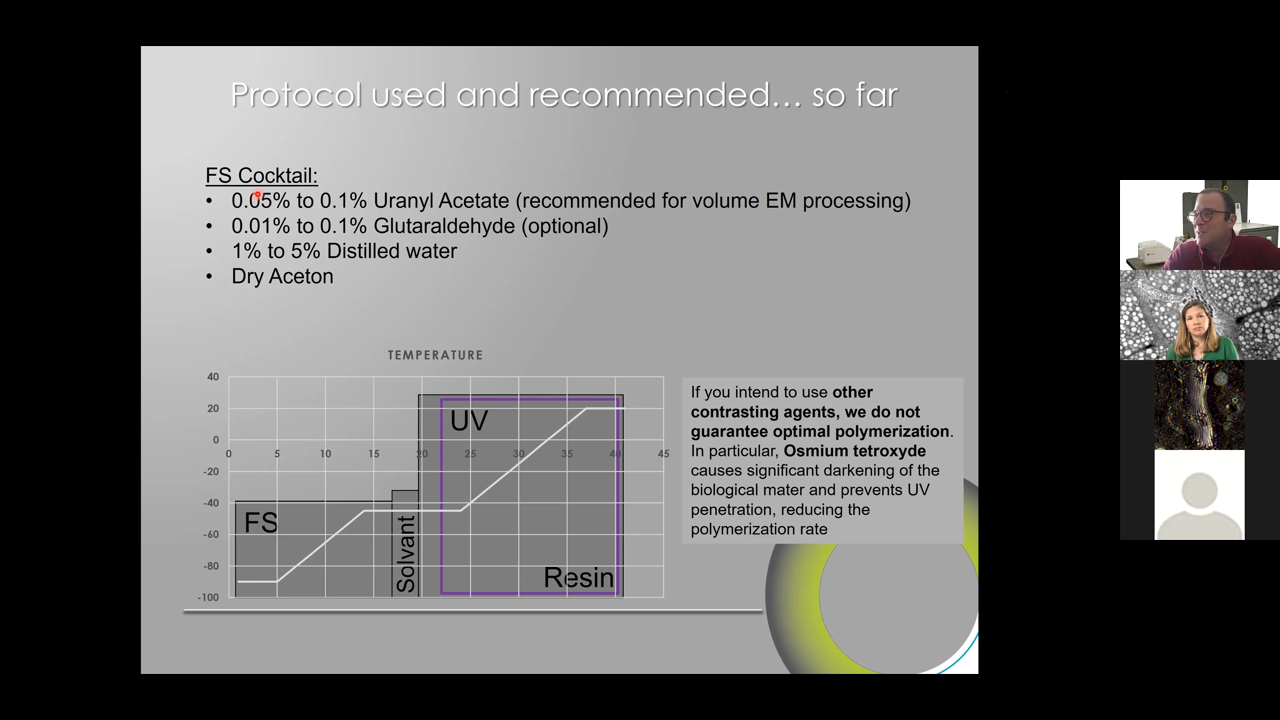 Protocol used and recommended... so far
FS Cocktail:
• 0.05% to 0.1% Uranyl Acetate (recommended for volume EM processing)
• 0.01% to 0.1% Glutaraldehyde (optional)
• 1% to 5% Distilled water
• Dry Aceton
TEMPERATURE
40
20
0
-20
-40
-60
-80
-100
0 5 10 15 20 25 30 35 40 45
FS
Solvant
UV
Resin
If you intend to use other
contrasting agents, we do not
guarantee optimal polymerization.
In particular, Osmium tetroxyde
causes significant darkening of the
biological mater and prevents UV
penetration, reducing the
polymerization rate